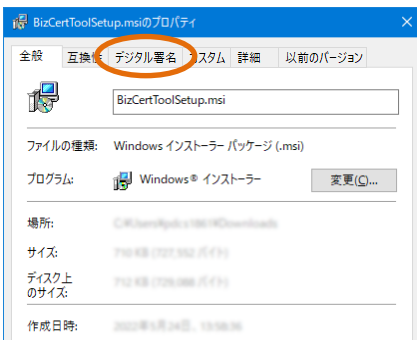 BizCertToolSetup.msiのプロパティ
全般 互換性 デジタル署名 カスタム 詳細 以前のバージョン
BizCertToolSetup.msi
ファイルの種類: Windows インストーラー パッケージ (.msi)
プログラム: Windows® インストーラー 変更(C)...
場所:
サイズ:
ディスク上
のサイズ:
作成日時: